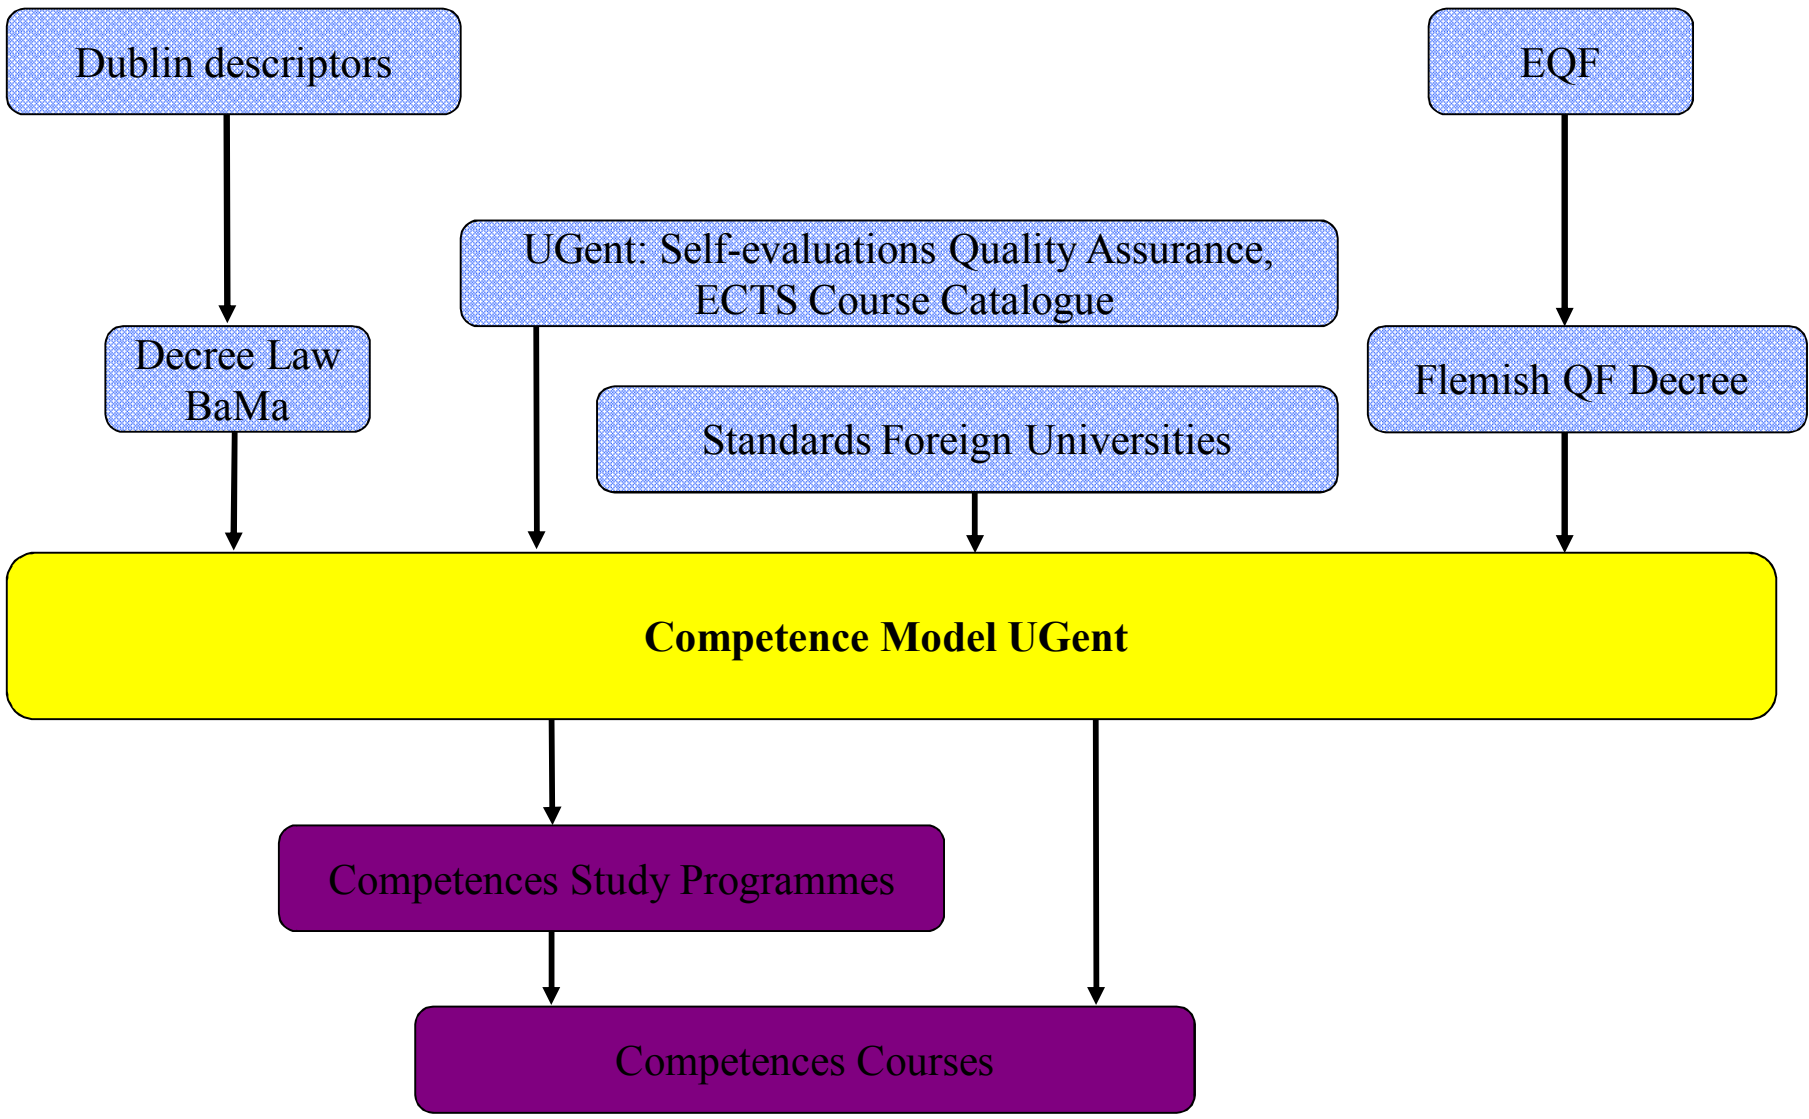 Dublin descriptors
EQF
UGent: Self-evaluations Quality Assurance,
ECTS Course Catalogue
Decree Law
BaMa
Flemish QF Decree
Standards Foreign Universities
Competence Model UGent
Competences Study Programmes
Competences Courses